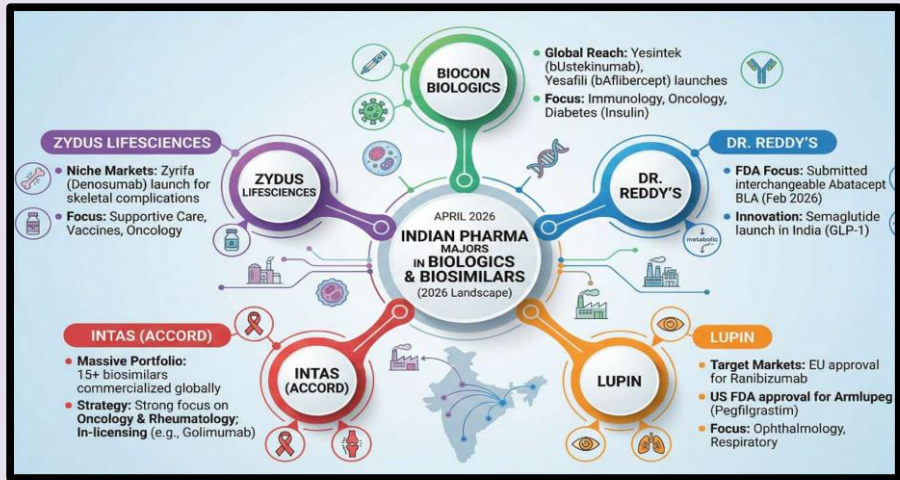 BIOCON
BIOLOGICS
Global Reach: Yesintek
(bUstekinumab),
Yesafili (bAflibercept) launches
Focus: Immunology, Oncology,
Diabetes (Insulin)
ZYDUS LIFESCIENCES
Niche Markets: Zyrifa
(Denosumab) launch for
skeletal complications
Focus: Supportive Care,
Vaccines, Oncology
ZYDUS
LIFESCIENCES
DR. REDDY'S
FDA Focus: Submitted
interchangeable Abatacept
BLA (Feb 2026)
Innovation: Semaglutide
launch in India (GLP-1)
DR.
REDDY'S
metabolic
APRIL 2026
INDIAN PHARMA
MAJORS
IN BIOLOGICS
& BIOSIMILARS
(2026 Landscape)
INTAS (ACCORD)
Massive Portfolio:
15+ biosimilars
commercialized globally
Strategy: Strong focus on
Oncology & Rheumatology;
In-licensing (e.g., Golimumab)
INTAS
(ACCORD)
LUPIN
LUPIN
Target Markets: EU approval
for Ranibizumab
US FDA approval for Armlupeg
(Pegfilgrastim)
Focus: Ophthalmology,
Respiratory